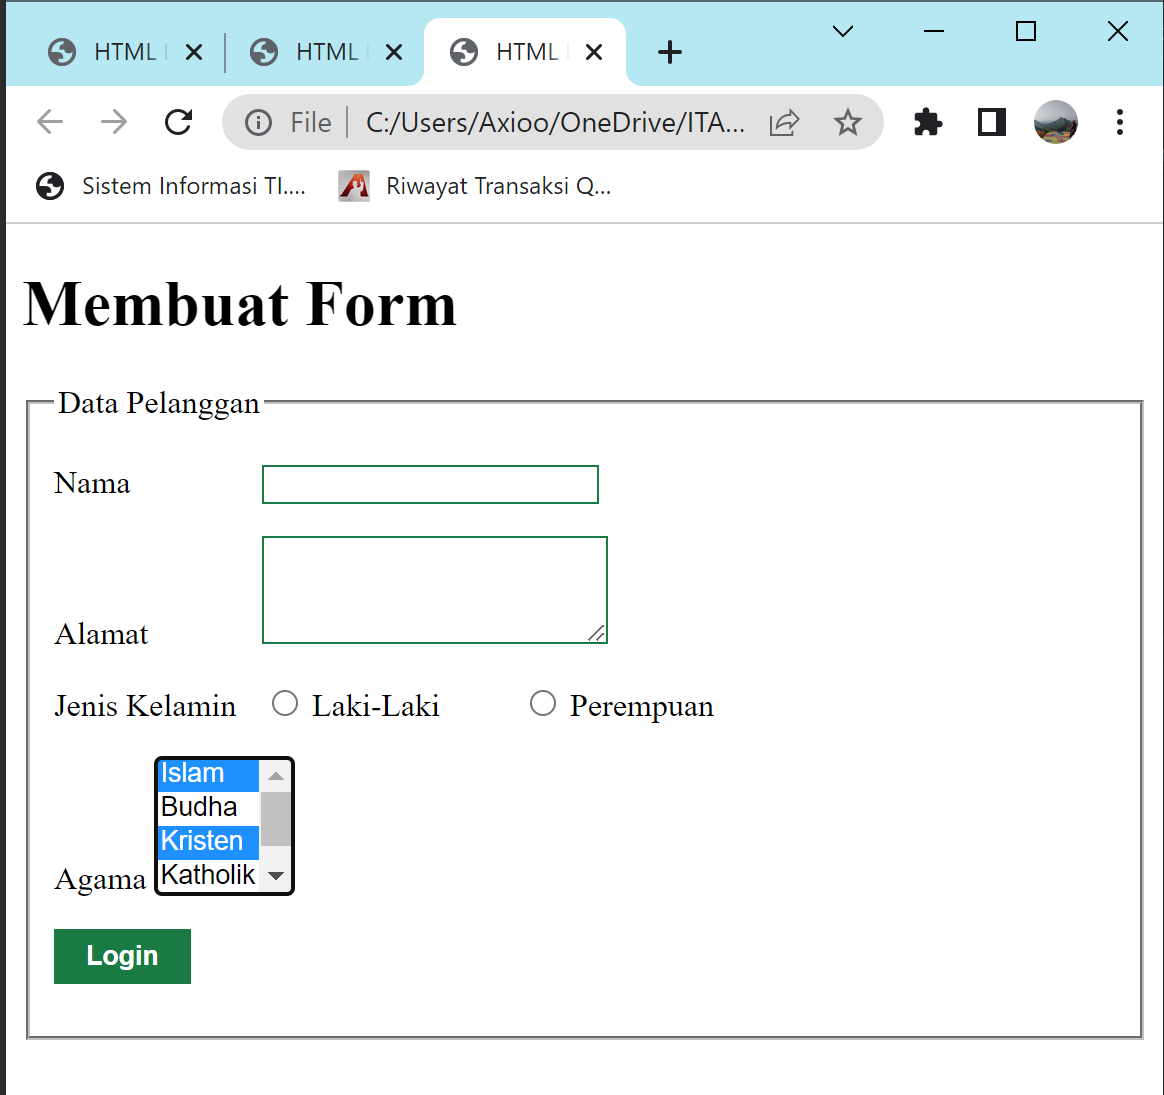 HTML HTML HTML
File C:/Users/Axioo/OneDrive/ITA...
Sistem Informasi TI.... Riwayat Transaksi Q...
Membuat Form
Data Pelanggan
Nama
Alamat
Jenis Kelamin Laki-Laki Perempuan
Islam
Budha
Kristen
Katholik
Agama
Login